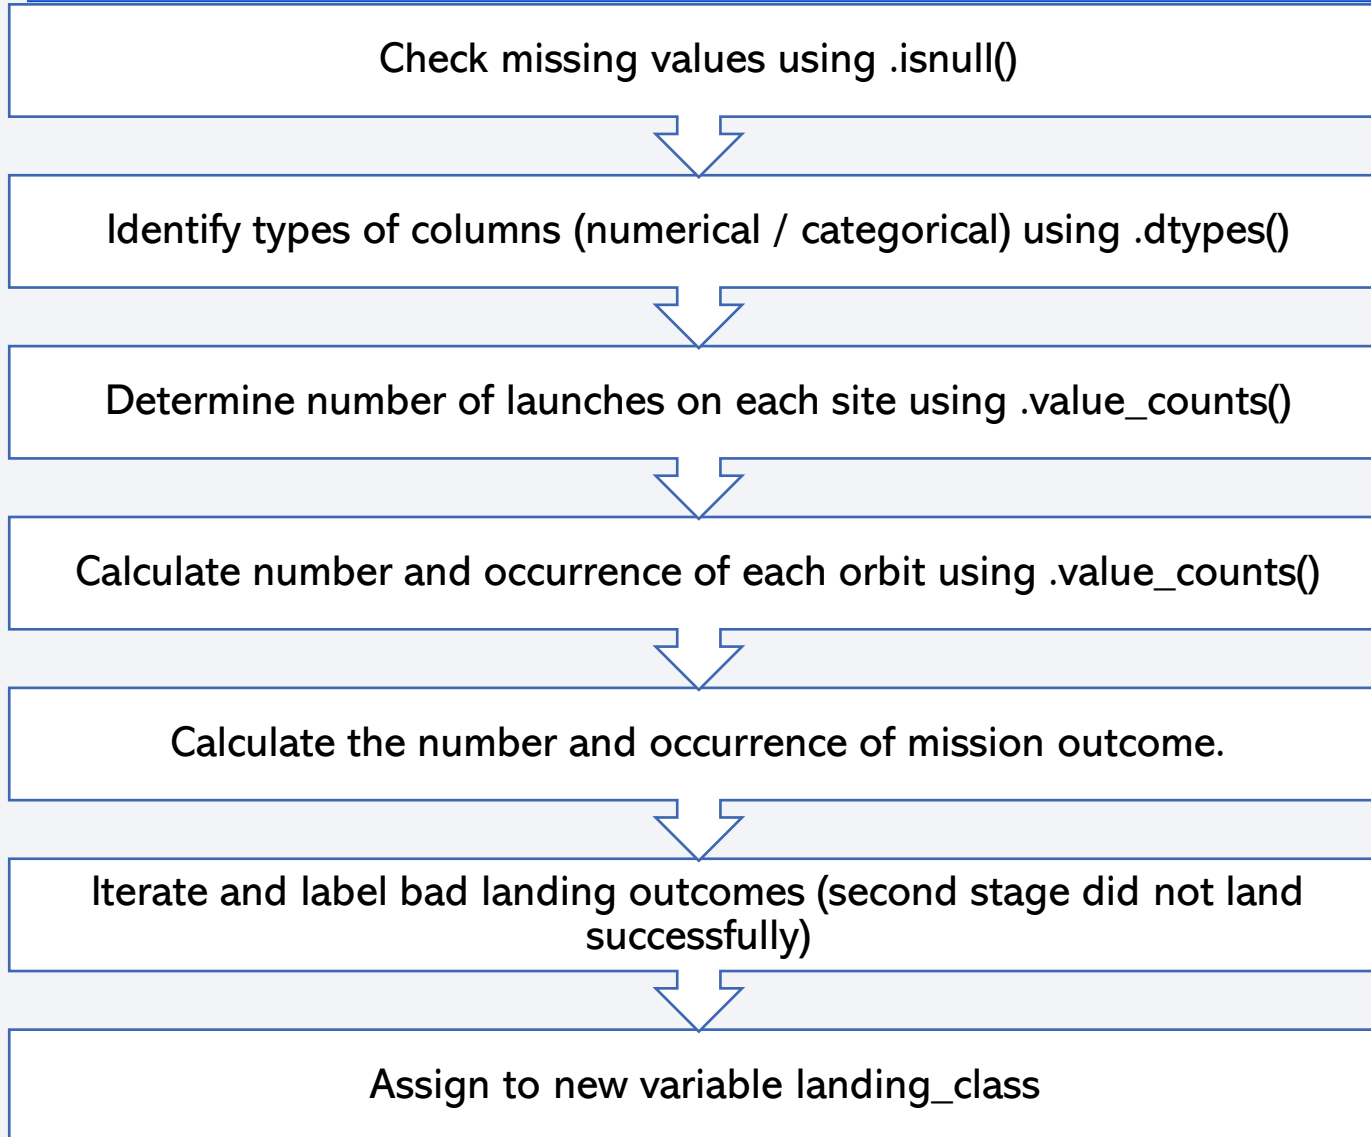 Check missing values using .isnull()
Identify types of columns (numerical / categorical) using .dtypes()
Determine number of launches on each site using .value_counts()
Calculate number and occurrence of each orbit using .value_counts()
Calculate the number and occurrence of mission outcome.
Iterate and label bad landing outcomes (second stage did not land
successfully)
Assign to new variable landing_class